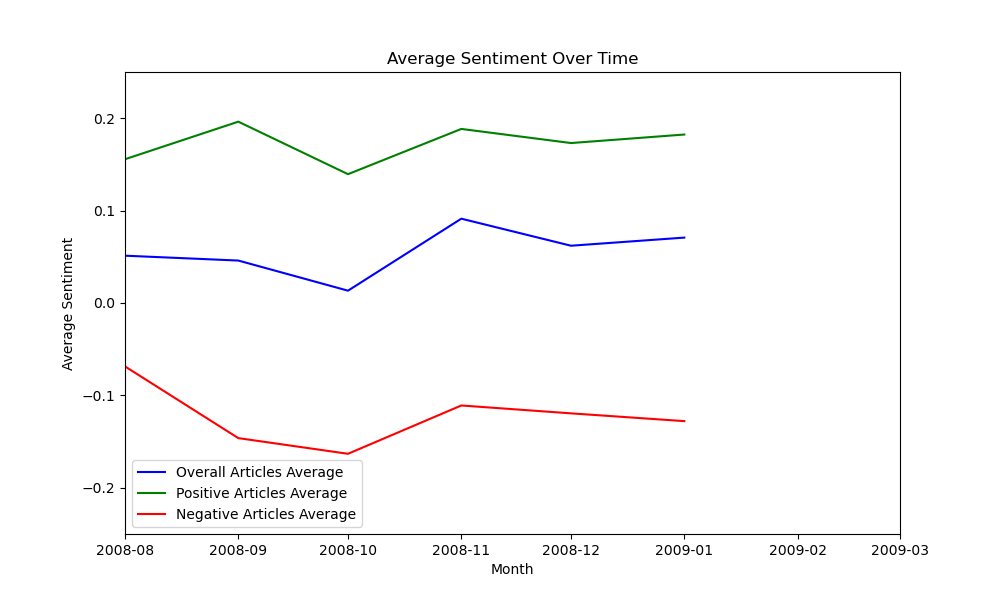 Average Sentiment Over Time
Average Sentiment
0.2
0.1
0.0
−0.1
−0.2
Overall Articles Average
Positive Articles Average
Negative Articles Average
2008-08 2008-09 2008-10 2008-11 2008-12 2009-01 2009-02 2009-03
Month